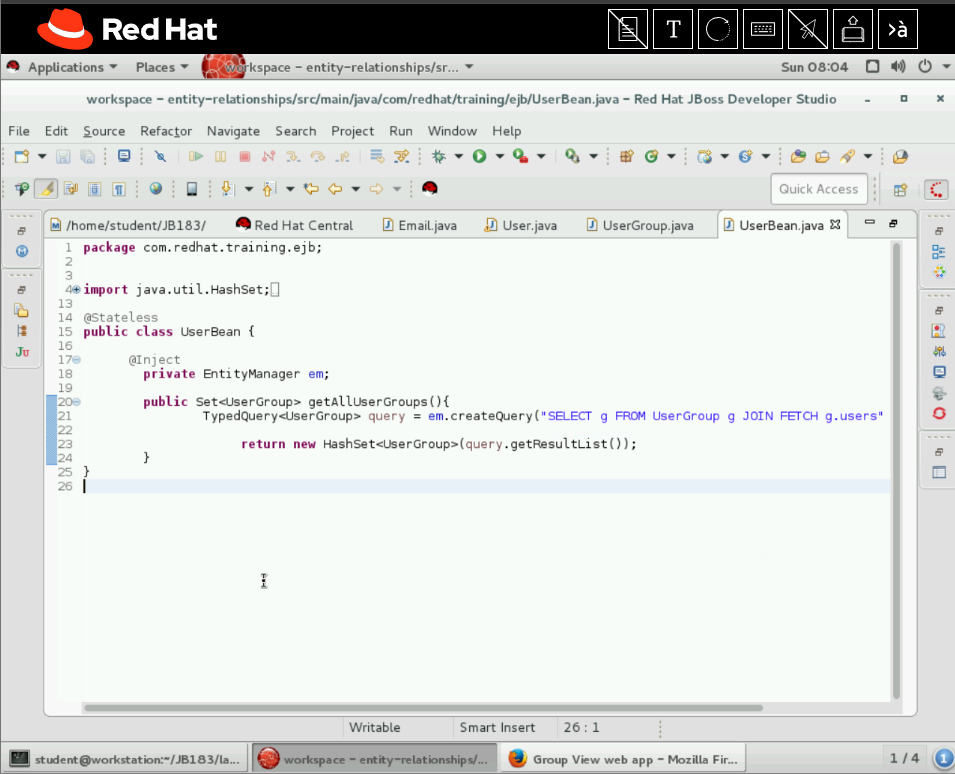 Red Hat
T
>à
Applications Places workspace – entity-relationships/sr... Sun 08:04
workspace – entity-relationships/src/main/java/com/redhat/training/ejb/UserBean.java – Red Hat JBoss Developer Studio
File Edit Source Refactor Navigate Search Project Run Window Help
Quick Access
/home/student/JB183/ Red Hat Central Email.java User.java UserGroup.java UserBean.java
1 package com.redhat.training.ejb;
2
3
4 import java.util.HashSet;
13
14 @Stateless
15 public class UserBean {
16
17 @Inject
18 private EntityManager em;
19
20 public Set<UserGroup> getAllUserGroups(){
21 TypedQuery<UserGroup> query = em.createQuery("SELECT g FROM UserGroup g JOIN FETCH g.users"
22
23 return new HashSet<UserGroup>(query.getResultList());
24 }
25 }
26
Writable Smart Insert 26 : 1
student@workstation:~/JB183/la... workspace – entity-relationships/... Group View web app – Mozilla Fir... 1 / 4 1